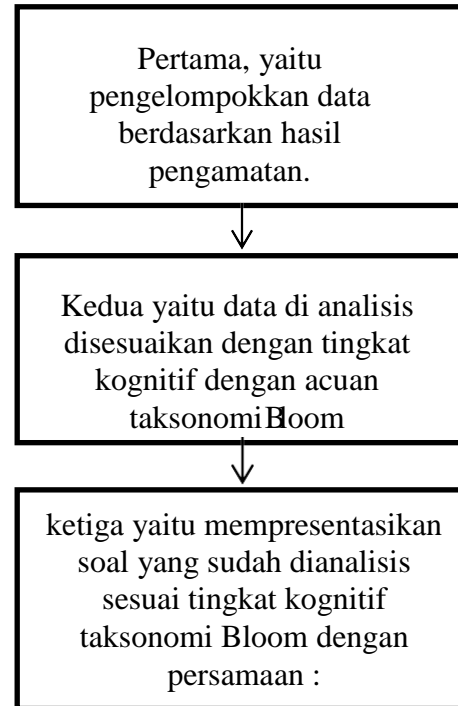 Pertama, yaitu
pengelompokkan data
berdasarkan hasil
pengamatan.
Kedua yaitu data di analisis
disesuaikan dengan tingkat
kognitif dengan acuan
taksonomi Bloom
ketiga yaitu mempresentasikan
soal yang sudah dianalisis
sesuai tingkat kognitif
taksonomi Bloom dengan
persamaan :